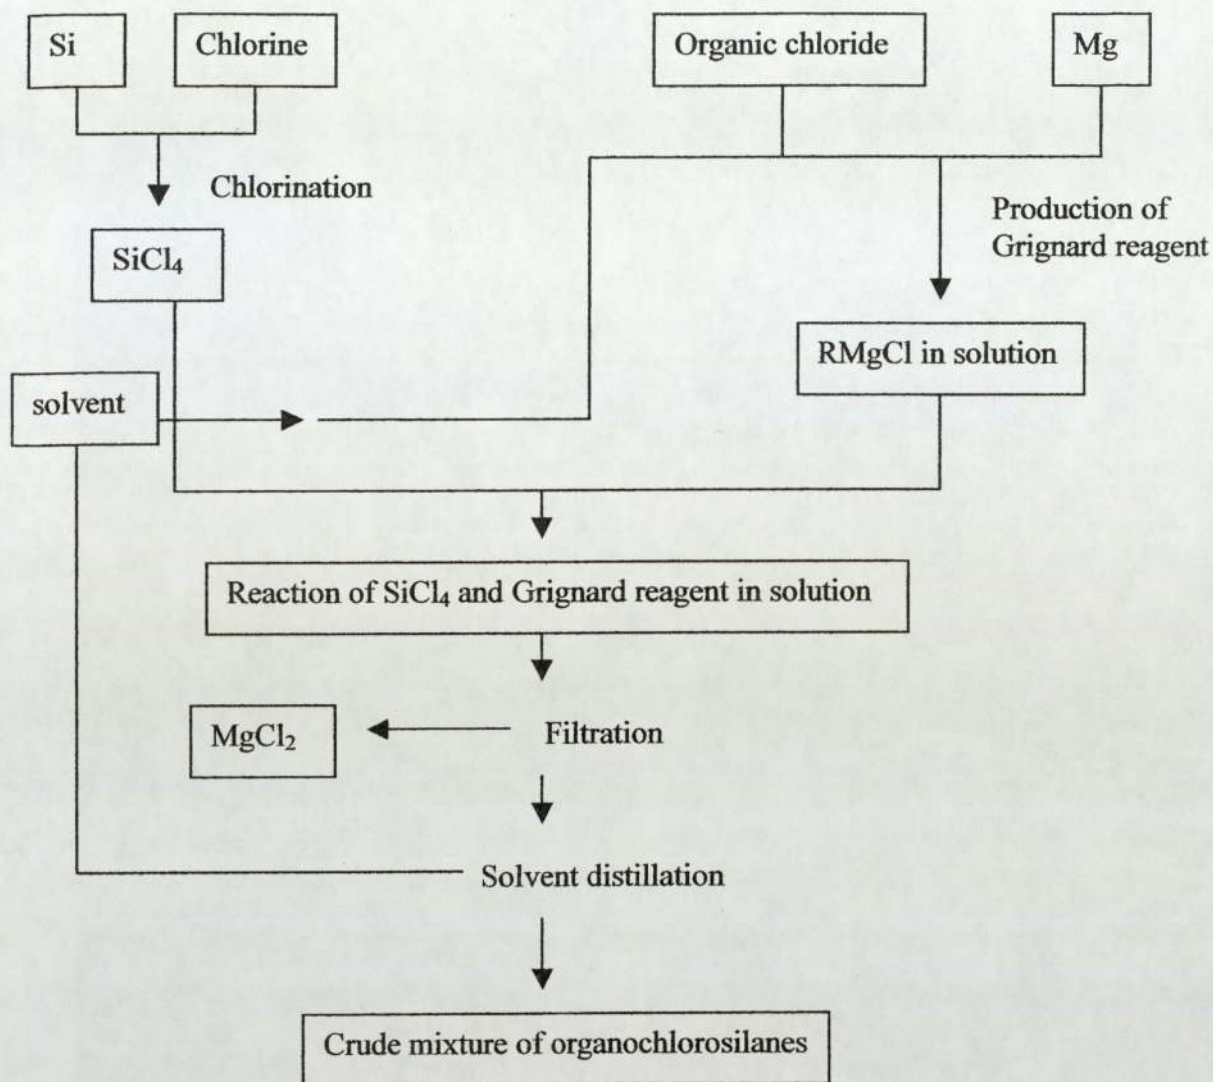 Si
Chlorine
Organic chloride
Mg
Chlorination
Production of
Grignard reagent
SiCl₄
RMgCl in solution
solvent
Reaction of SiCl₄ and Grignard reagent in solution
MgCl₂
Filtration
Solvent distillation
Crude mixture of organochlorosilanes